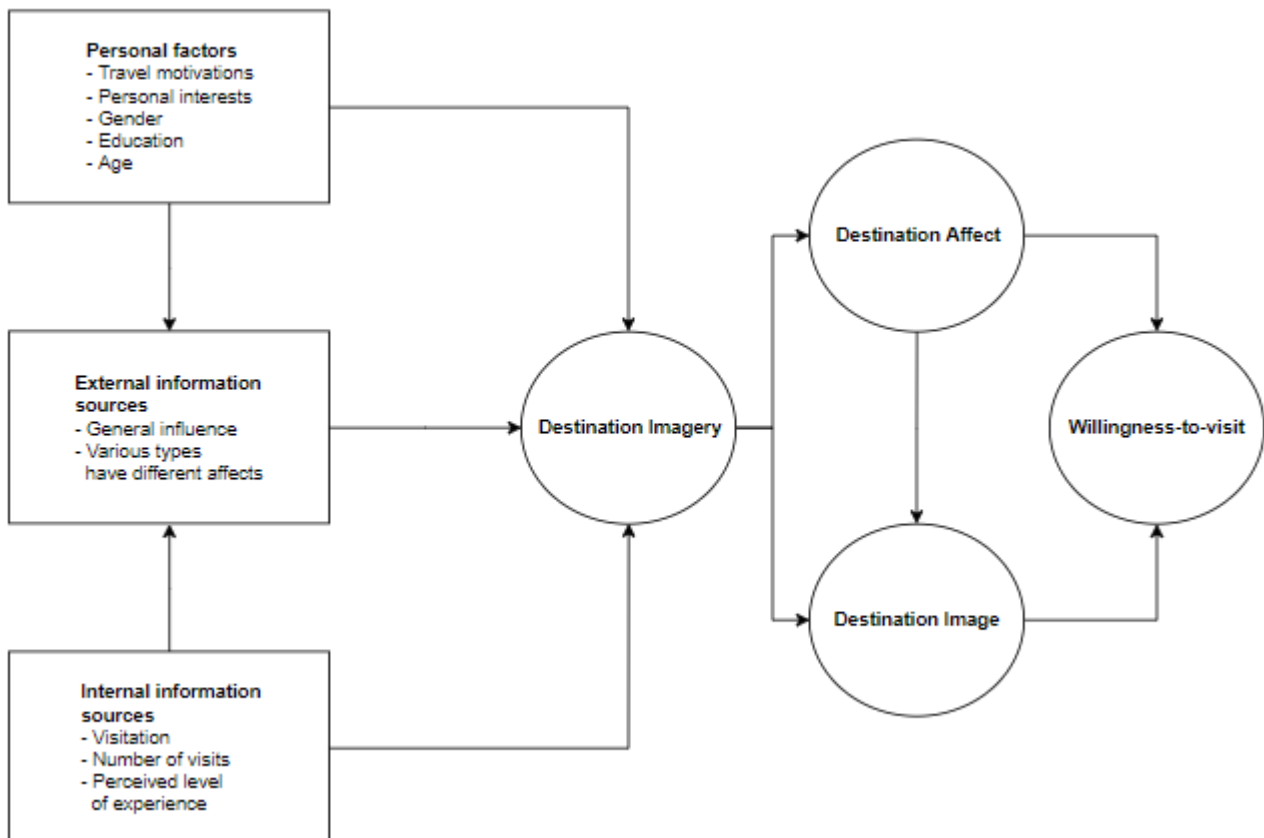 Personal factors
- Travel motivations
- Personal interests
- Gender
- Education
- Age
External information
sources
- General influence
- Various types
have different affects
Internal information
sources
- Visitation
- Number of visits
- Perceived level
of experience
Destination Imagery
Destination Affect
Destination Image
Willingness-to-visit